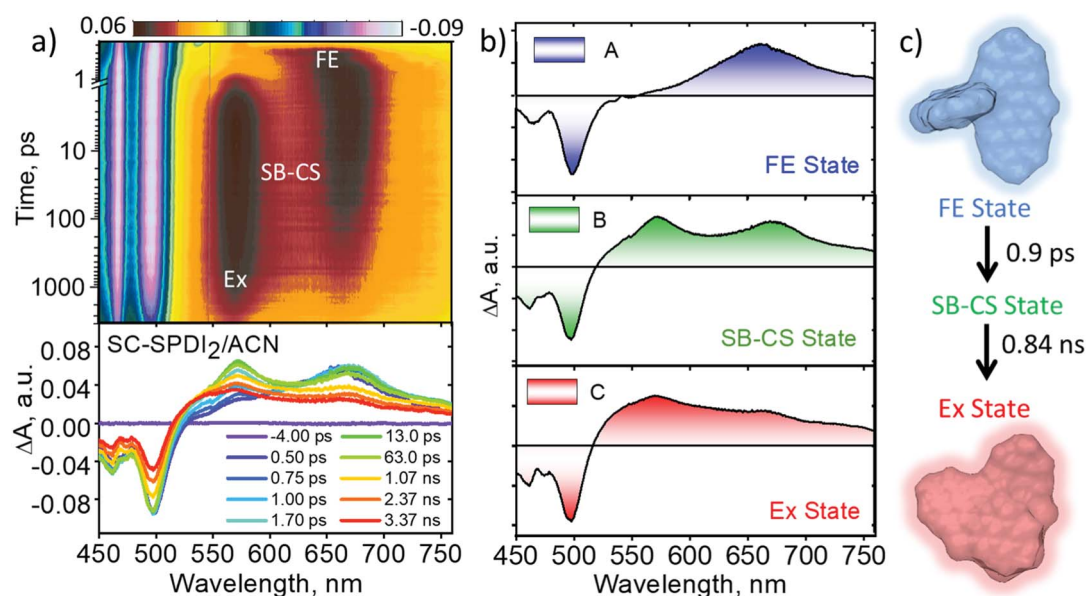 a)
0.06
-0.09
Time, ps
1
10
100
1000
FE
SB-CS
Ex
SC-SPDI₂/ACN
ΔA, a.u.
0.08
0.04
0.00
-0.04
-0.08
-4.00 ps
0.50 ps
0.75 ps
1.00 ps
1.70 ps
13.0 ps
63.0 ps
1.07 ns
2.37 ns
3.37 ns
450 500 550 600 650 700 750
Wavelength, nm
b)
A
FE State
B
SB-CS State
C
Ex State
ΔA, a.u.
450 500 550 600 650 700 750
Wavelength, nm
c)
FE State
0.9 ps
SB-CS State
0.84 ns
Ex State